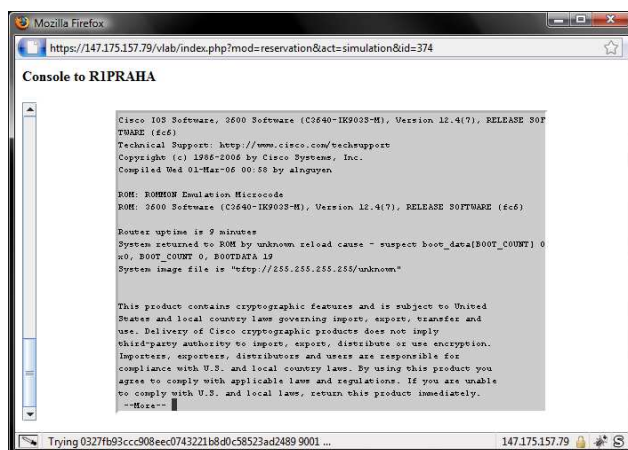 Mozilla Firefox
https://147.175.157.79/vlab/index.php?mod=reservation&act=simulation&id=374
Console to R1PRAHA
Cisco IOS Software, 3600 Software (C3640-IK9O3S-M), Version 12.4(7), RELEASE SOF
TWARE (fc6)
Technical Support: http://www.cisco.com/techsupport
Copyright (c) 1986-2006 by Cisco Systems, Inc.
Compiled Wed 01-Mar-06 00:58 by alnguyen
ROM: ROMMON Emulation Microcode
ROM: 3600 Software (C3640-IK9O3S-M), Version 12.4(7), RELEASE SOFTWARE (fc6)
Router uptime is 9 minutes
System returned to ROM by unknown reload cause - suspect boot_data[BOOT_COUNT] 0
x0, BOOT_COUNT 0, BOOTDATA 19
System image file is "tftp://255.255.255.255/unknown"
This product contains cryptographic features and is subject to United
States and local country laws governing import, export, transfer and
use. Delivery of Cisco cryptographic products does not imply
third-party authority to import, export, distribute or use encryption.
Importers, exporters, distributors and users are responsible for
compliance with U.S. and local country laws. By using this product you
agree to comply with applicable laws and regulations. If you are unable
to comply with U.S. and local laws, return this product immediately.
--More--
Trying 0327fb93ccc908eec0743221b8d0c58523ad2489 9001 ...
147.175.157.79